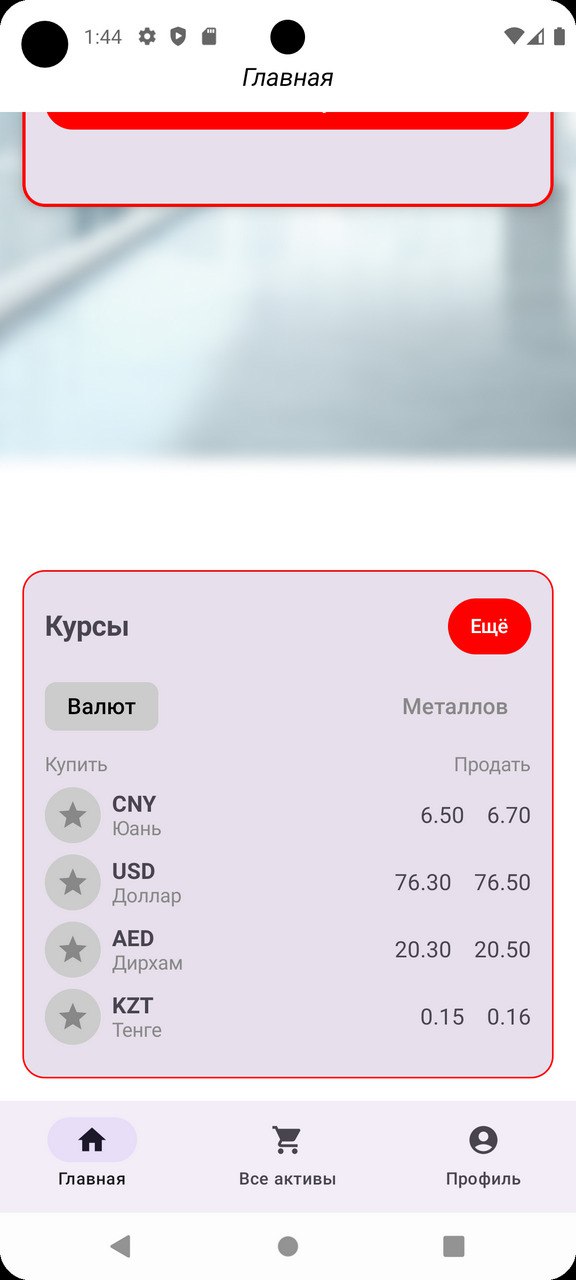 1:44
Главная
Курсы
Ещё
Валют
Металлов
Купить
Продать
CNY
Юань
6.50 6.70
USD
Доллар
76.30 76.50
AED
Дирхам
20.30 20.50
KZT
Тенге
0.15 0.16
Главная
Все активы
Профиль